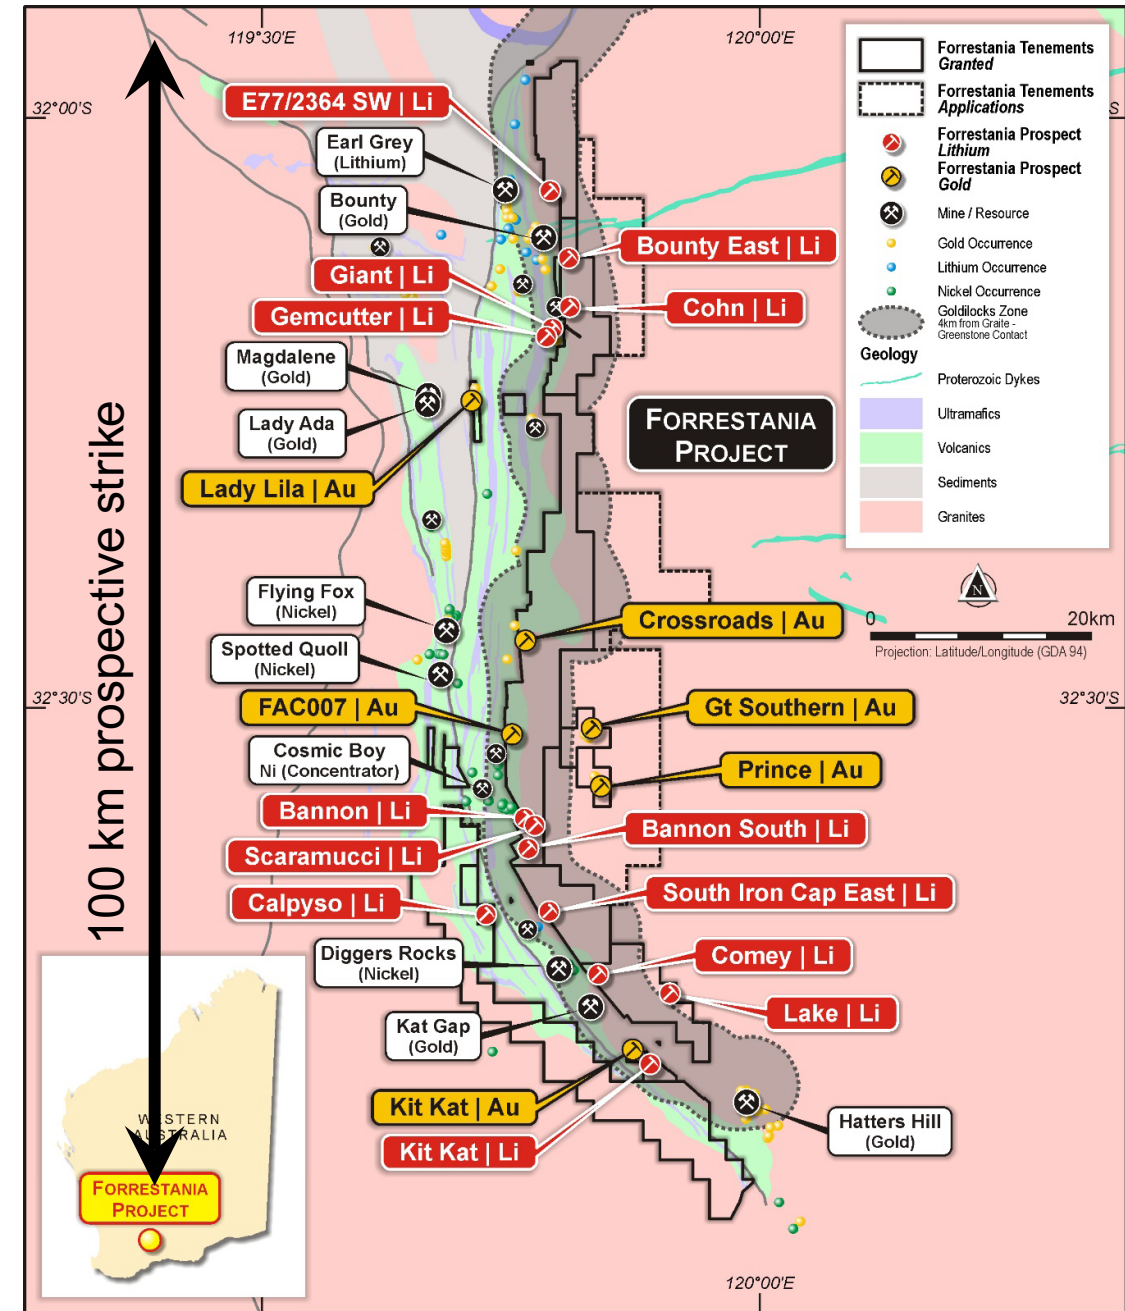 119°30'E
120°00'E
32°00'S
S
E77/2364 SW | Li
Earl Grey
(Lithium)
Bounty
(Gold)
Bounty East | Li
Giant | Li
Cohn | Li
Gemcutter | Li
Magdalene
(Gold)
Lady Ada
(Gold)
FORRESTANIA
PROJECT
Lady Lila | Au
100 km prospective strike
Flying Fox
(Nickel)
Crossroads | Au
Spotted Quoll
(Nickel)
32°30'S
32°30'S
FAC007 | Au
Gt Southern | Au
Cosmic Boy
Ni (Concentrator)
Prince | Au
Bannon | Li
Bannon South | Li
Scaramucci | Li
Calpyso | Li
South Iron Cap East | Li
Diggers Rocks
(Nickel)
Comey | Li
Lake | Li
Kat Gap
(Gold)
Kit Kat | Au
Hatters Hill
(Gold)
Kit Kat | Li
120°00'E
Forrestania Tenements
Granted
Forrestania Tenements
Applications
Forrestania Prospect
Lithium
Forrestania Prospect
Gold
Mine / Resource
Gold Occurrence
Lithium Occurrence
Nickel Occurrence
Goldilocks Zone
4km from Graite -
Greenstone Contact
Geology
Proterozoic Dykes
Ultramafics
Volcanics
Sediments
Granites
N
0
20km
Projection: Latitude/Longitude (GDA 94)
WESTERN
AUSTRALIA
FORRESTANIA
PROJECT